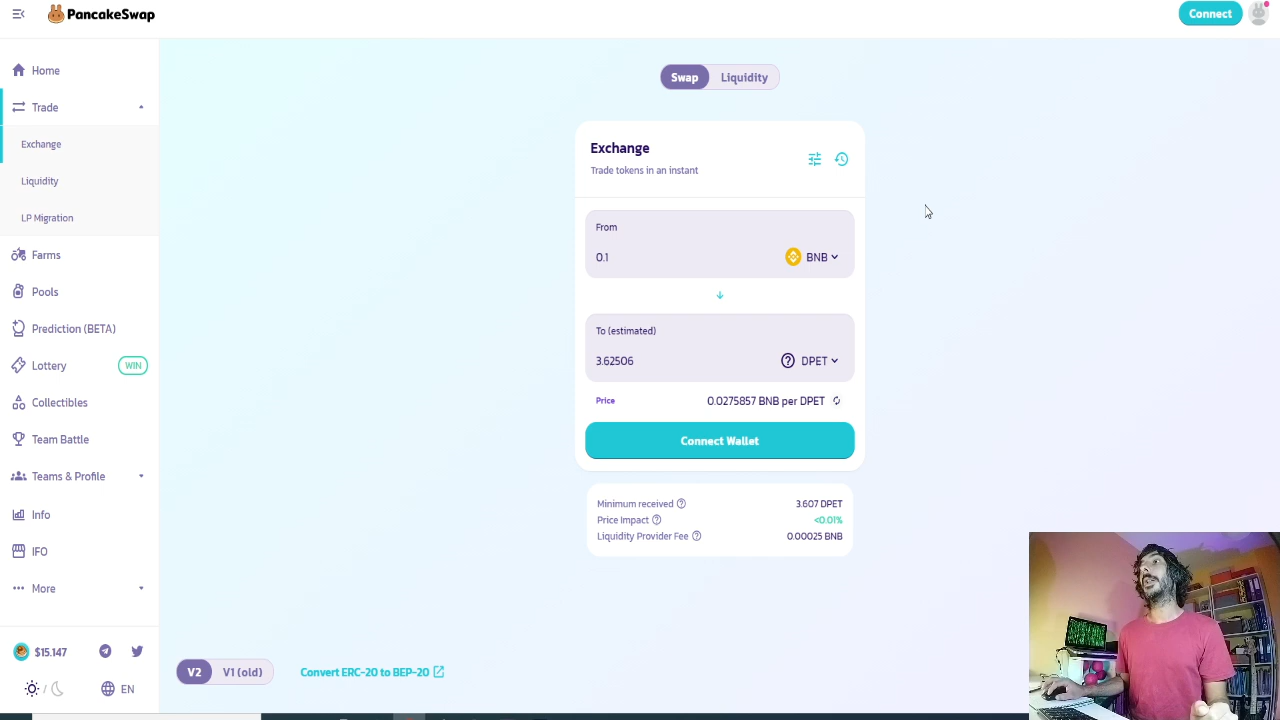 PancakeSwap
Connect
Home
Trade
Exchange
Liquidity
LP Migration
Farms
Pools
Prediction (BETA)
Lottery
WIN
Collectibles
Team Battle
Teams & Profile
Info
IFO
More
$15.147
EN
Swap
Liquidity
Exchange
Trade tokens in an instant
From
0.1
BNB
To (estimated)
3.62506
DPET
Price
0.0275857 BNB per DPET
Connect Wallet
Minimum received
3.607 DPET
Price Impact
<0.01%
Liquidity Provider Fee
0.00025 BNB
V2
V1 (old)
Convert ERC-20 to BEP-20